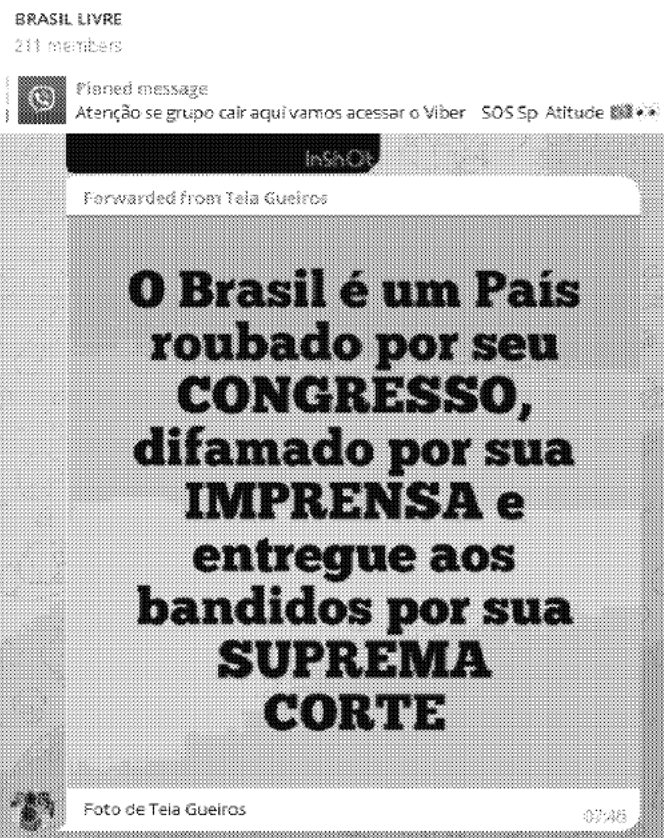 BRASIL LIVRE
211 members
Pinned message
Atenção se grupo cair aqui vamos acessar o Viber SOS Sp Atitude
InShOt
Forwarded from Teia Gueiros
O Brasil é um País
roubado por seu
CONGRESSO,
difamado por sua
IMPRENSA e
entregue aos
bandidos por sua
SUPREMA
CORTE
Foto de Teia Gueiros
07:46